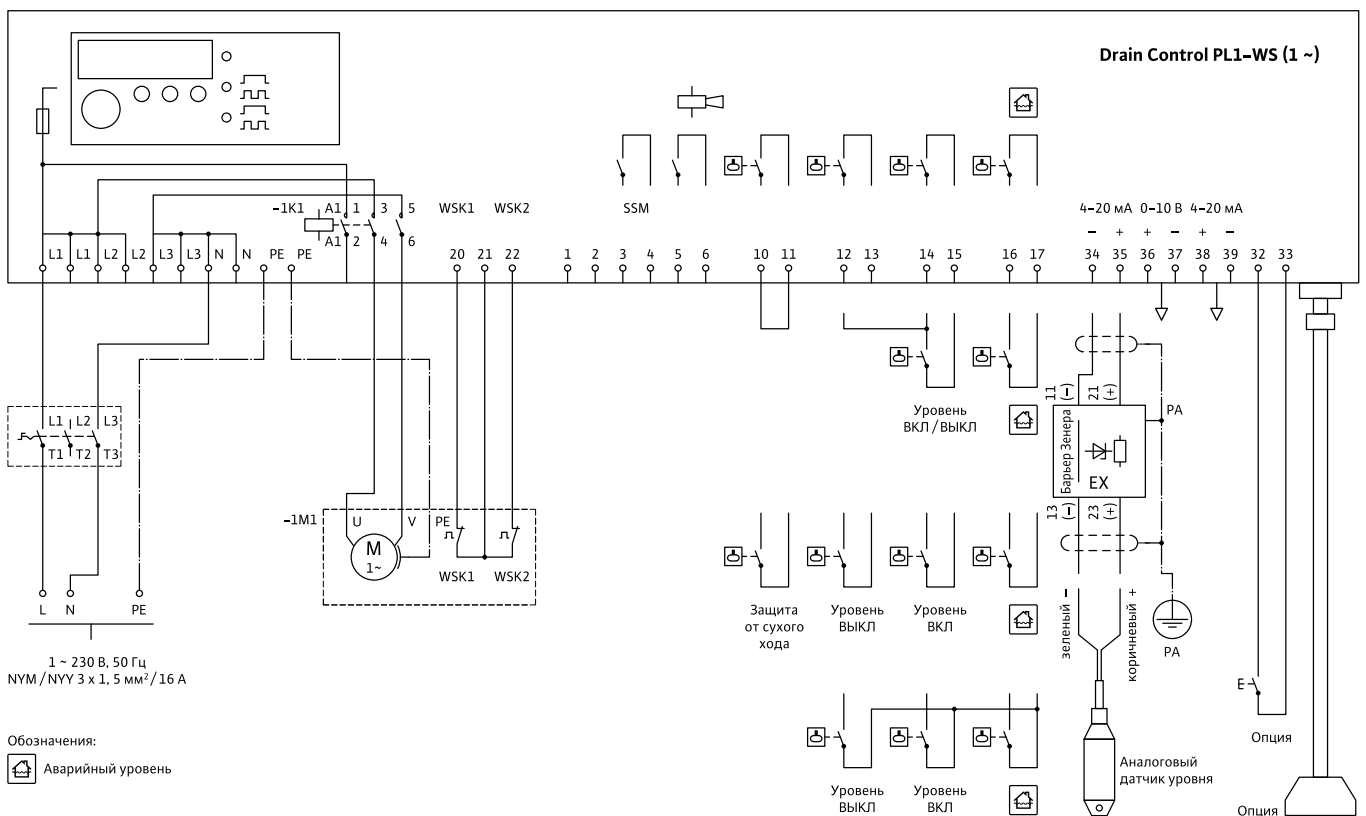 Drain Control PL1-WS (1 ~)
-1K1 A1 1 3 5 WSK1 WSK2 SSM 4–20 мА 0–10 В 4–20 мА
A1 2 4 6 − + + − + −
L1 L1 L2 L2 L3 L3 N N PE PE 20 21 22 1 2 3 4 5 6 10 11 12 13 14 15 16 17 34 35 36 37 38 39 32 33
11 (−) 21 (+)
L1 L2 L3
T1 T2 T3
Уровень
ВКЛ / ВЫКЛ
PA
Барьер Зенера
EX
13 (−) 23 (+)
-1M1 U V PE
M
1~
WSK1 WSK2
L N PE
1 ~ 230 В, 50 Гц
NYM / NYY 3 x 1, 5 мм² / 16 А
Защита
от сухого
хода
Уровень
ВЫКЛ
Уровень
ВКЛ
зеленый −
коричневый +
PA
E
Опция
Обозначения:
Аварийный уровень
Уровень
ВЫКЛ
Уровень
ВКЛ
Аналоговый
датчик уровня
Опция